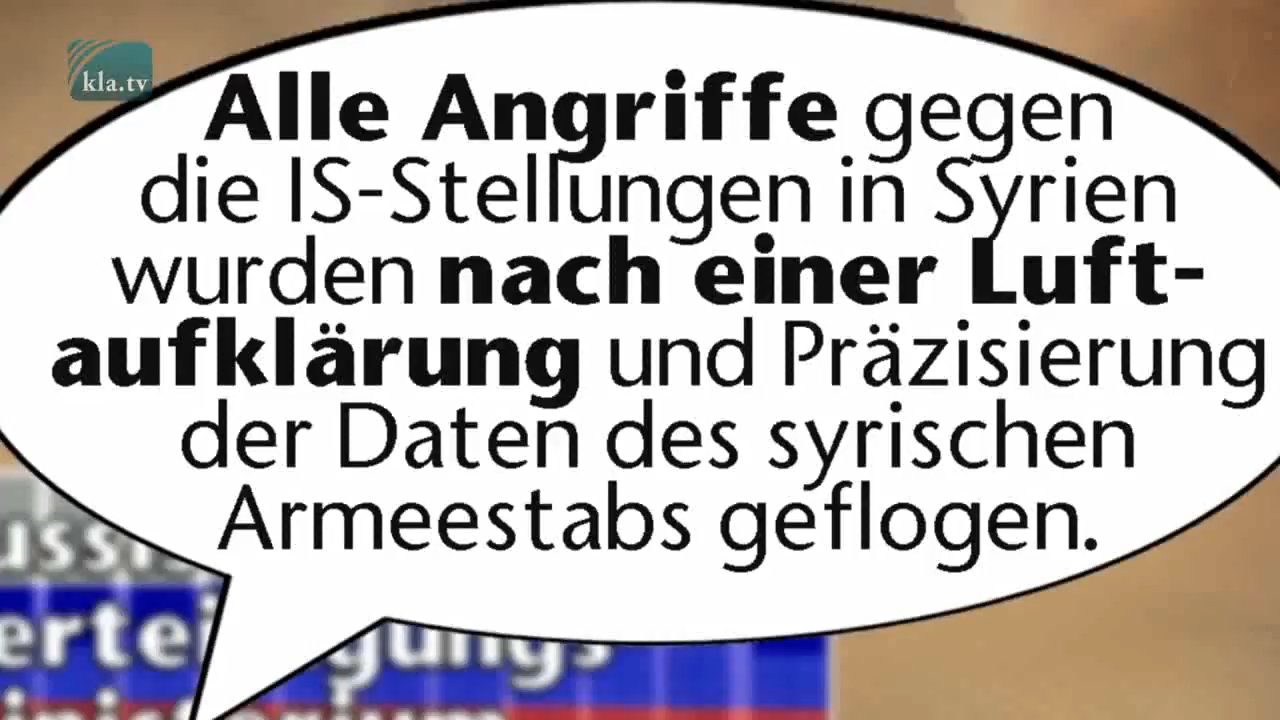 kla.tv
Alle Angriffe gegen
die IS-Stellungen in Syrien
wurden nach einer Luft-
aufklärung und Präzisierung
der Daten des syrischen
Armeestabs geflogen.